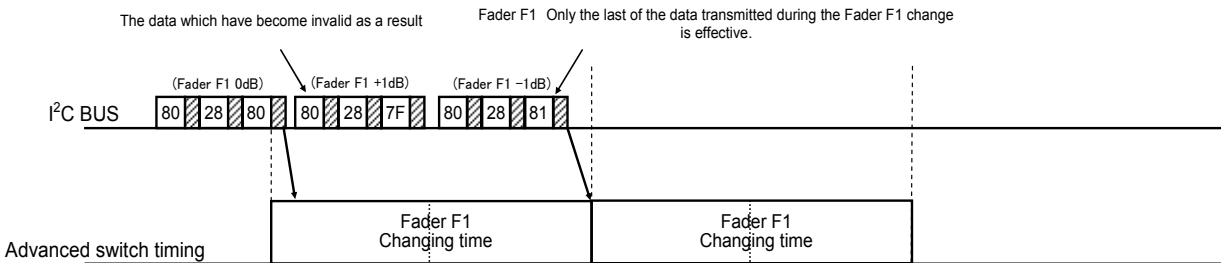 The data which have become invalid as a result
Fader F1 Only the last of the data transmitted during the Fader F1 change
is effective.
(Fader F1 0dB)
(Fader F1 +1dB)
(Fader F1 −1dB)
I²C BUS
80 28 80
80 28 7F
80 28 81
Fader F1
Changing time
Fader F1
Changing time
Advanced switch timing